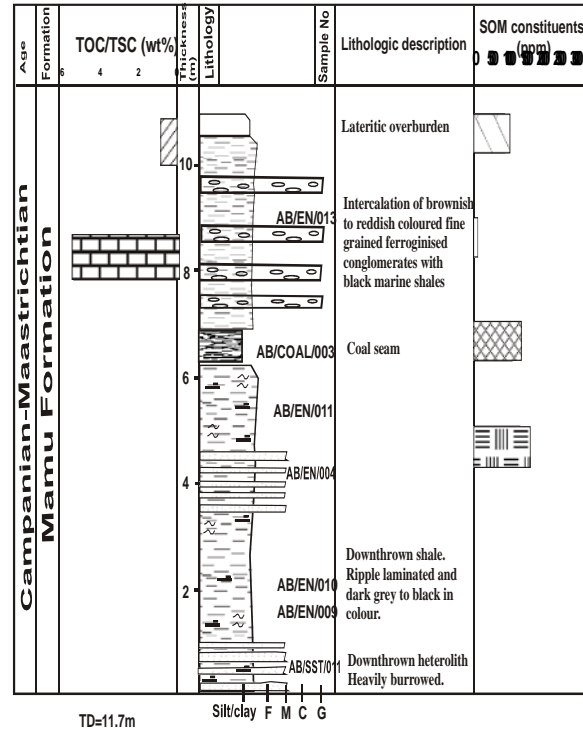 Age
Formation
TOC/TSC (wt%)
6 4 2 0
Thickness
(m)
Lithology
Sample No
Lithologic description
SOM constituents
(ppm)
Campanian-Maastrichtian
Mamu Formation
Lateritic overburden
10
AB/EN/013
Intercalation of brownish
to reddish coloured fine
grained ferroginised
conglomerates with
black marine shales
8
AB/COAL/003
Coal seam
6
AB/EN/011
AB/EN/004
4
Downthrown shale.
Ripple laminated and
dark grey to black in
colour.
AB/EN/010
2
AB/EN/009
AB/SST/011
Downthrown heterolith
Heavily burrowed.
Silt/clay F M C G
TD=11.7m